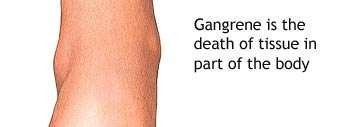 Gangrene is the
death of tissue in
part of the body